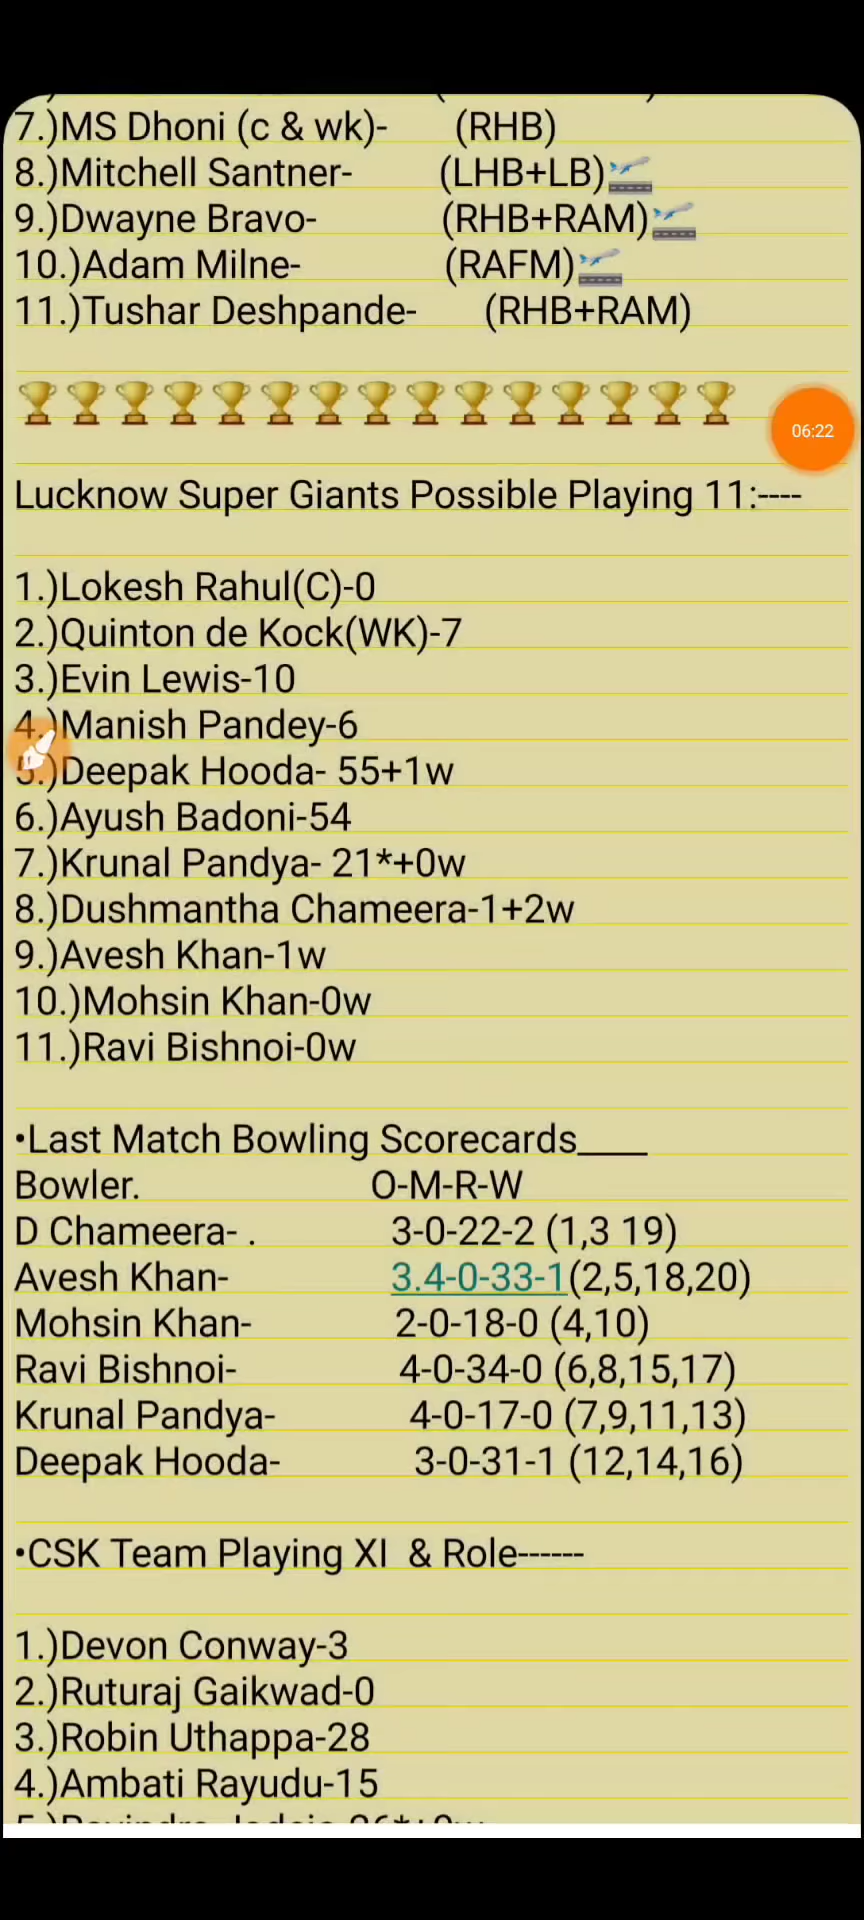 7.)MS Dhoni (c & wk)- (RHB)
8.)Mitchell Santner- (LHB+LB)
9.)Dwayne Bravo- (RHB+RAM)
10.)Adam Milne- (RAFM)
11.)Tushar Deshpande- (RHB+RAM)
06:22
Lucknow Super Giants Possible Playing 11:----
1.)Lokesh Rahul(C)-0
2.)Quinton de Kock(WK)-7
3.)Evin Lewis-10
4.)Manish Pandey-6
5.)Deepak Hooda- 55+1w
6.)Ayush Badoni-54
7.)Krunal Pandya- 21*+0w
8.)Dushmantha Chameera-1+2w
9.)Avesh Khan-1w
10.)Mohsin Khan-0w
11.)Ravi Bishnoi-0w
•Last Match Bowling Scorecards____
Bowler. O-M-R-W
D Chameera- . 3-0-22-2 (1,3 19)
Avesh Khan- 3.4-0-33-1(2,5,18,20)
Mohsin Khan- 2-0-18-0 (4,10)
Ravi Bishnoi- 4-0-34-0 (6,8,15,17)
Krunal Pandya- 4-0-17-0 (7,9,11,13)
Deepak Hooda- 3-0-31-1 (12,14,16)
•CSK Team Playing XI & Role------
1.)Devon Conway-3
2.)Ruturaj Gaikwad-0
3.)Robin Uthappa-28
4.)Ambati Rayudu-15